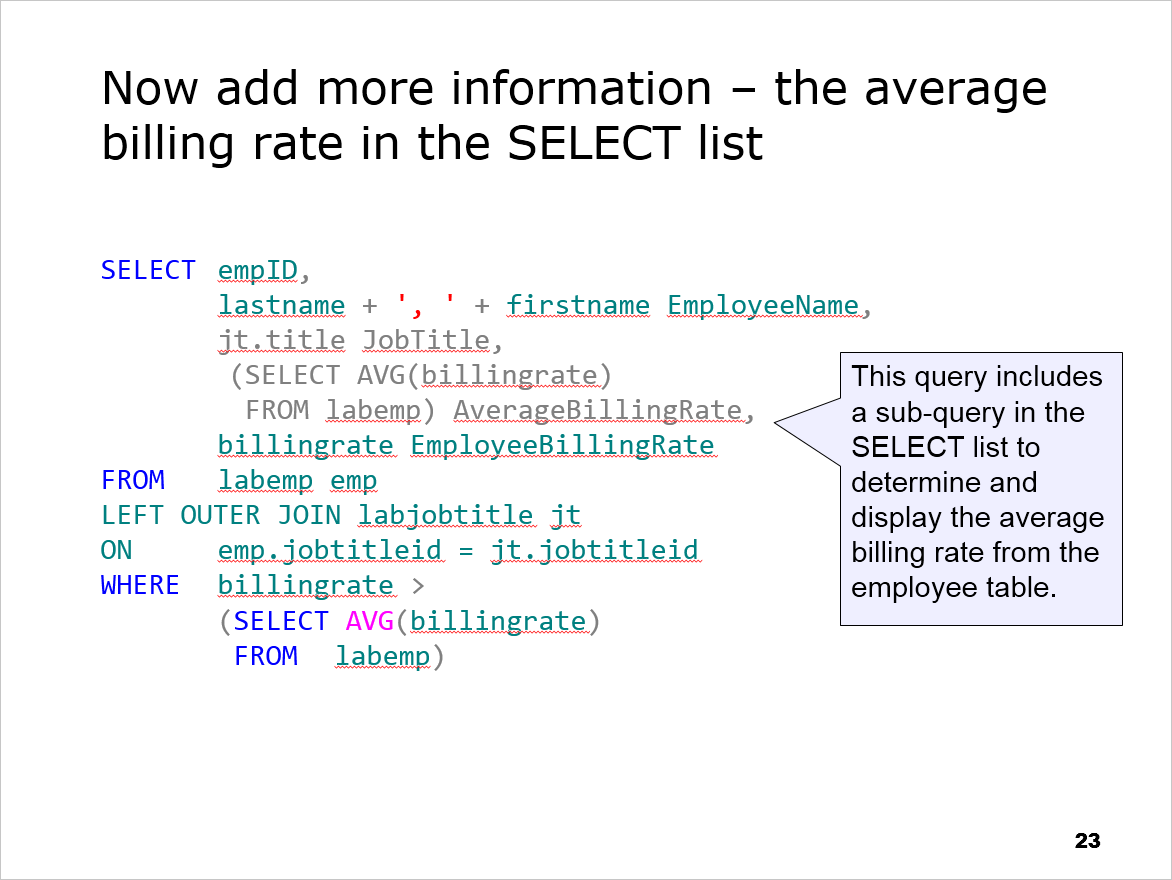 Now add more information – the average
billing rate in the SELECT list
SELECT empID,
lastname + ', ' + firstname EmployeeName,
jt.title JobTitle,
(SELECT AVG(billingrate)
FROM labemp) AverageBillingRate,
billingrate EmployeeBillingRate
FROM labemp emp
LEFT OUTER JOIN labjobtitle jt
ON emp.jobtitleid = jt.jobtitleid
WHERE billingrate >
(SELECT AVG(billingrate)
FROM labemp)
This query includes
a sub-query in the
SELECT list to
determine and
display the average
billing rate from the
employee table.
23